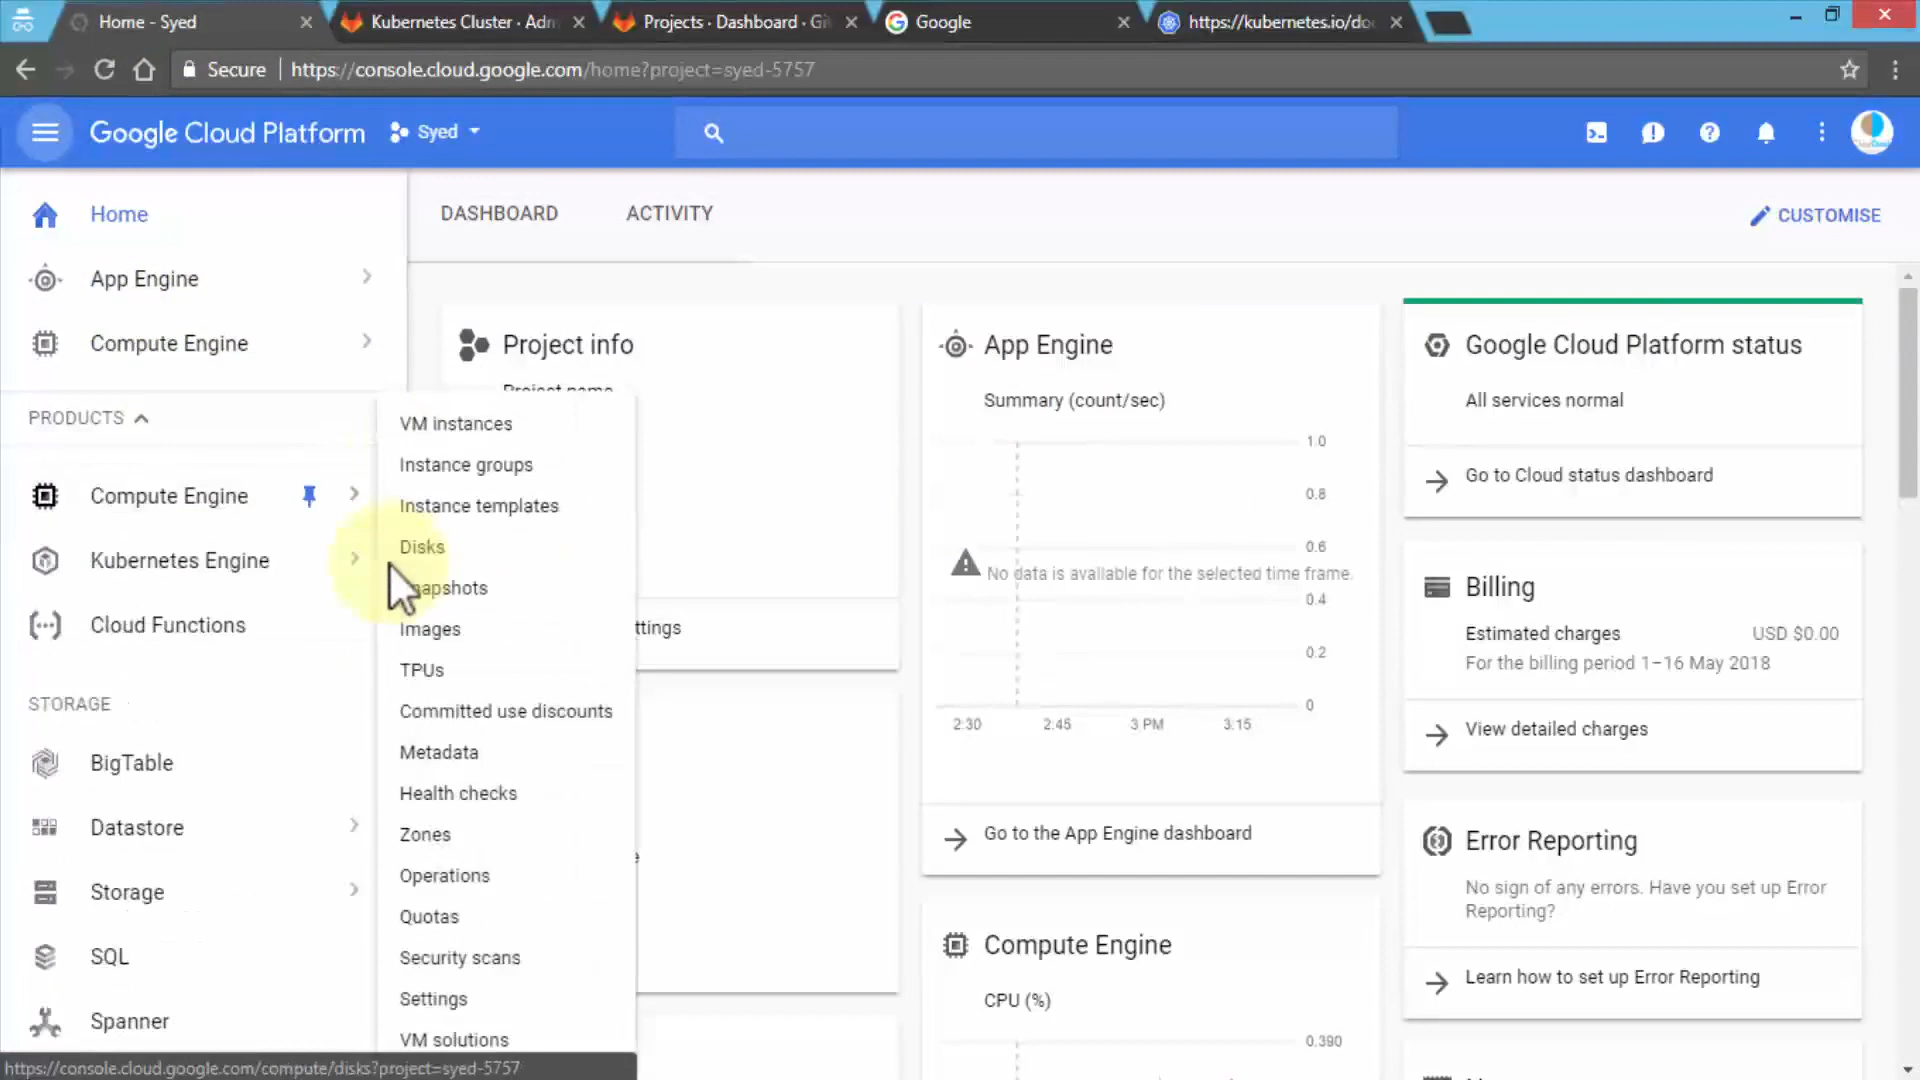 Home - Syed
Kubernetes Cluster · Adm
Projects · Dashboard · Git
Google
https://kubernetes.io/doc
Secure
https://console.cloud.google.com/home?project=syed-5757
Google Cloud Platform
Syed
Home
App Engine
Compute Engine
PRODUCTS
Compute Engine
Kubernetes Engine
Cloud Functions
STORAGE
BigTable
Datastore
Storage
SQL
Spanner
VM instances
Instance groups
Instance templates
Disks
apshots
Images
TPUs
Committed use discounts
Metadata
Health checks
Zones
Operations
Quotas
Security scans
Settings
VM solutions
DASHBOARD
ACTIVITY
CUSTOMISE
Project info
Project name
ttings
e
App Engine
Summary (count/sec)
1.0
0.8
0.6
No data is available for the selected time frame.
0.4
0.2
0
2:30
2:45
3 PM
3:15
Go to the App Engine dashboard
Compute Engine
CPU (%)
0.390
Google Cloud Platform status
All services normal
Go to Cloud status dashboard
Billing
Estimated charges
USD $0.00
For the billing period 1–16 May 2018
View detailed charges
Error Reporting
No sign of any errors. Have you set up Error
Reporting?
Learn how to set up Error Reporting
https://console.cloud.google.com/compute/disks?project=syed-5757